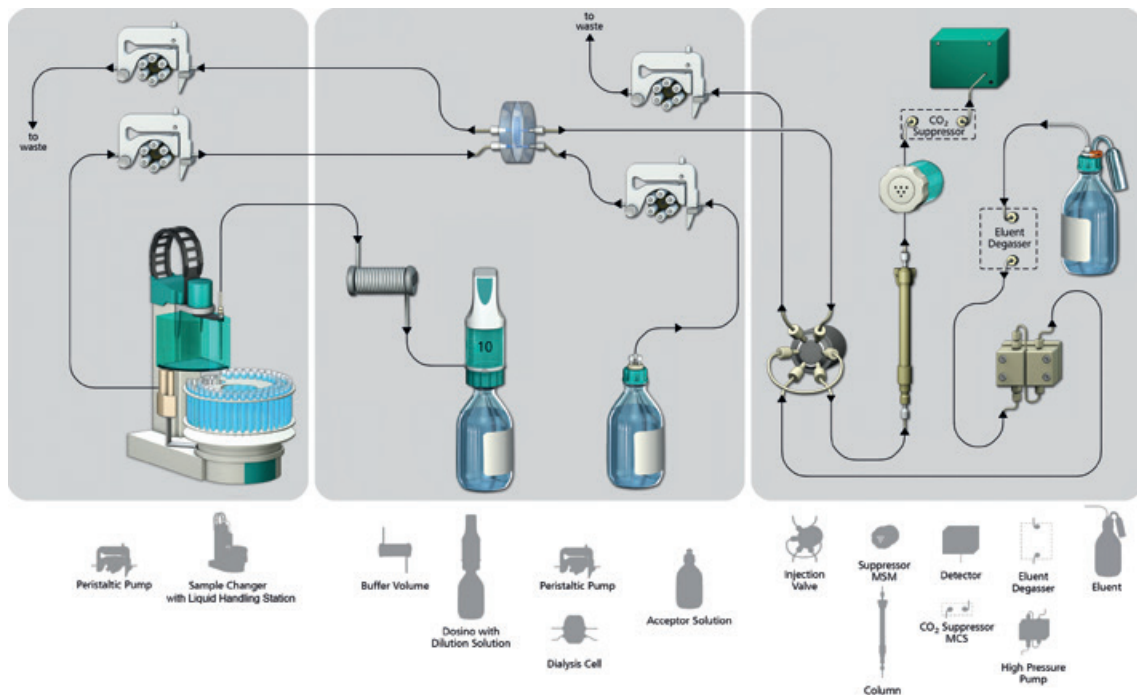 to
waste
to
waste
CO₂
Suppressor
Eluent
Degasser
10
Peristaltic Pump
Sample Changer
with Liquid Handling Station
Buffer Volume
Dosino with
Dilution Solution
Peristaltic Pump
Dialysis Cell
Acceptor Solution
Injection
Valve
Suppressor
MSM
Column
Detector
CO₂ Suppressor
MCS
Eluent
Degasser
High Pressure
Pump
Eluent